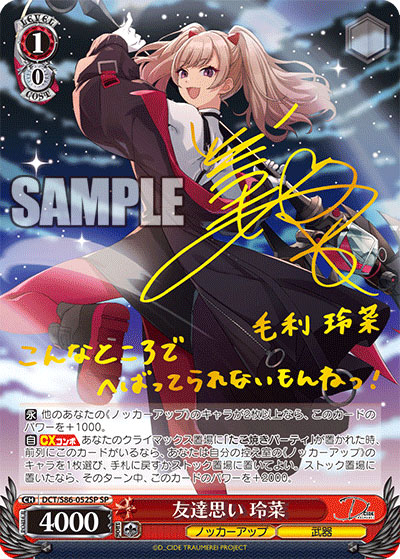 LEVEL
1
0
COST
SAMPLE
毛利 玲菜
こんなところで
へばってられないもんねっ!
永 他のあなたの《ノッカーアップ》のキャラが2枚以上なら、このカードの
パワーを+1000。
自 CXコンボ あなたのクライマックス置場に「たこ焼きパーティ」が置かれた時、
前列にこのカードがいるなら、あなたは自分の控え室の《ノッカーアップ》のキャラ
を1枚選び、手札に戻すかストック置場に置いてよい。ストック置場に
置いたなら、そのターン中、このカードのパワーを+2000。
CH DCT/S86-052SP SP
4000
友達思い 玲菜
ノッカーアップ
武器
©D_CIDE TRAUMEREI PROJECT